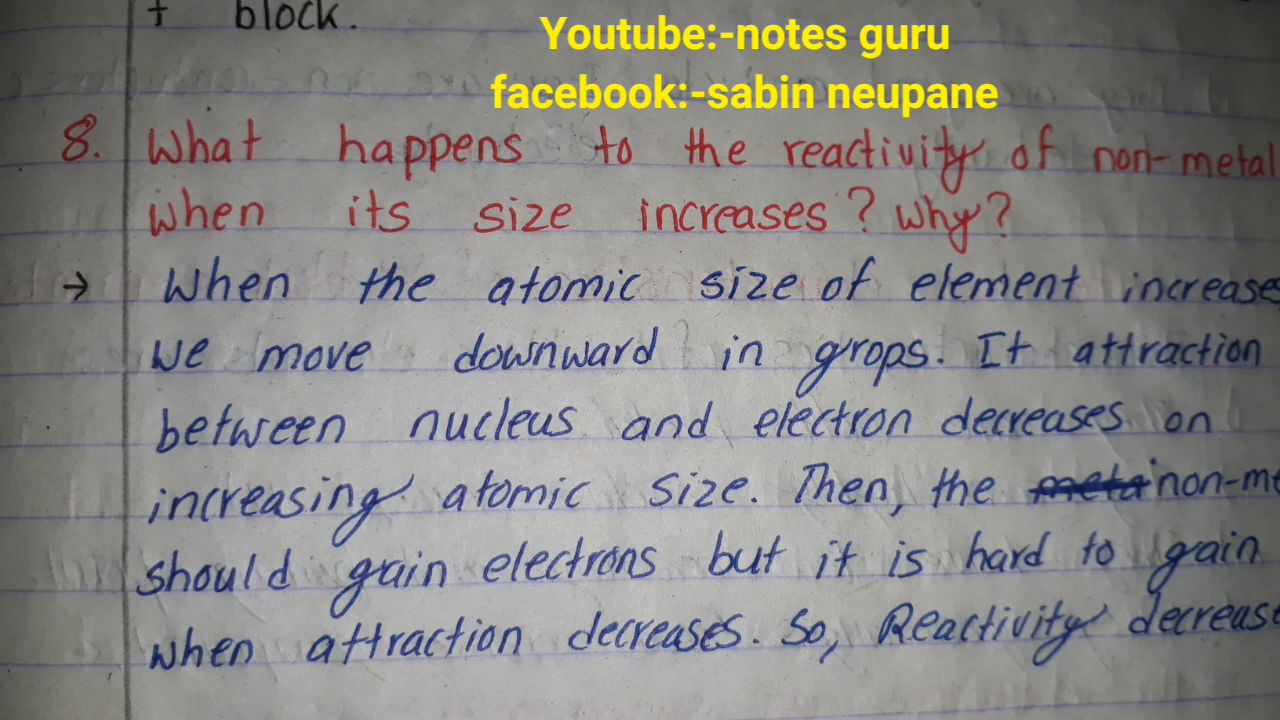 f block.
Youtube:-notes guru
facebook:-sabin neupane
8. What happens to the reactivity of non-metal
when its size increases? Why?
→ When the atomic size of element increase
we move downward in grops. It attraction
between nucleus and electron decreases on
increasing atomic size. Then, the non-me
should gain electrons but it is hard to gain
when attraction decreases. So, Reactivity decreas